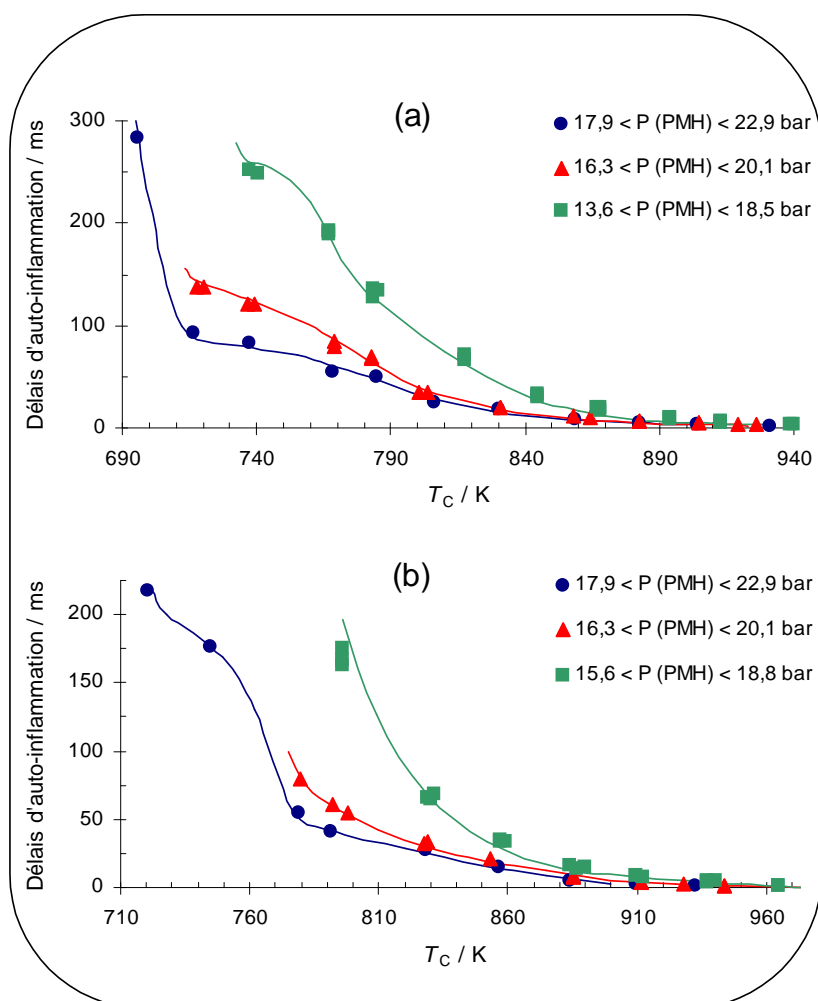 (a)
Délais d'auto-inflammation / ms
300
200
100
0
17,9 < P (PMH) < 22,9 bar
16,3 < P (PMH) < 20,1 bar
13,6 < P (PMH) < 18,5 bar
690 740 790 840 890 940
T_C / K
(b)
Délais d'auto-inflammation / ms
200
150
100
50
0
17,9 < P (PMH) < 22,9 bar
16,3 < P (PMH) < 20,1 bar
15,6 < P (PMH) < 18,8 bar
710 760 810 860 910 960
T_C / K